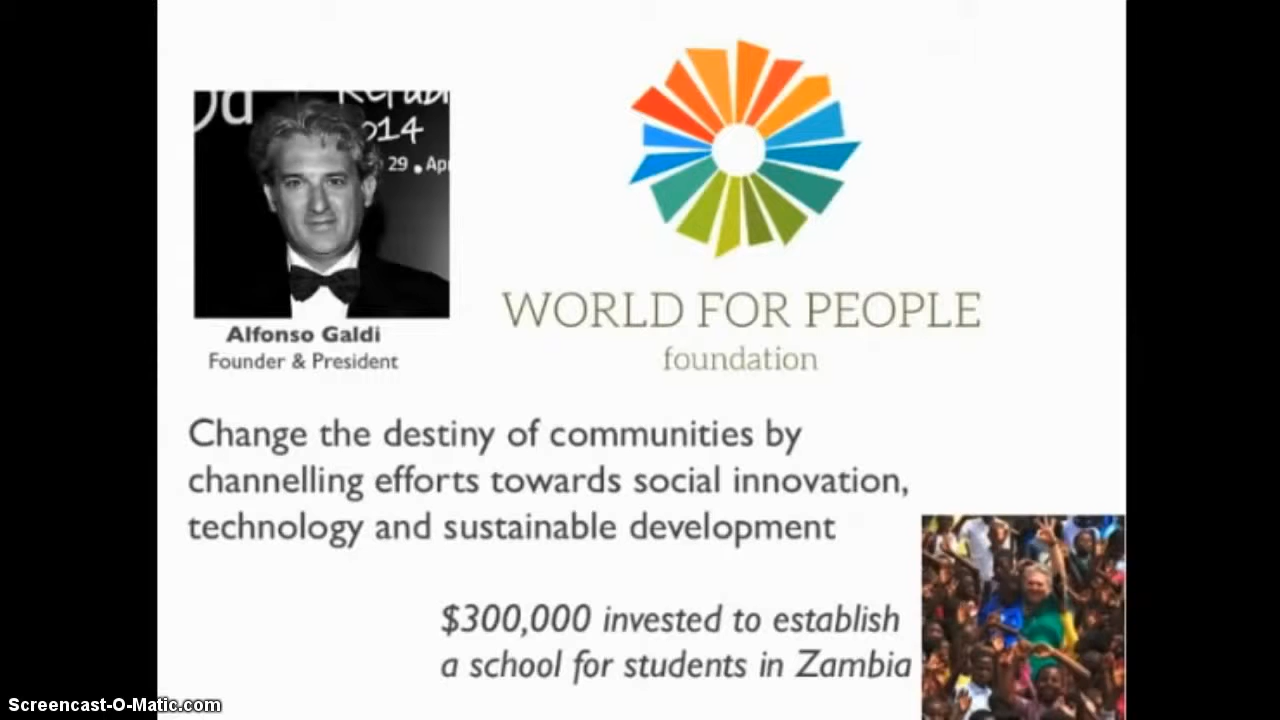 2014
29. Apr
Alfonso Galdi
Founder & President
WORLD FOR PEOPLE
foundation
Change the destiny of communities by
channelling efforts towards social innovation,
technology and sustainable development
$300,000 invested to establish
a school for students in Zambia
Screencast-O-Matic.com